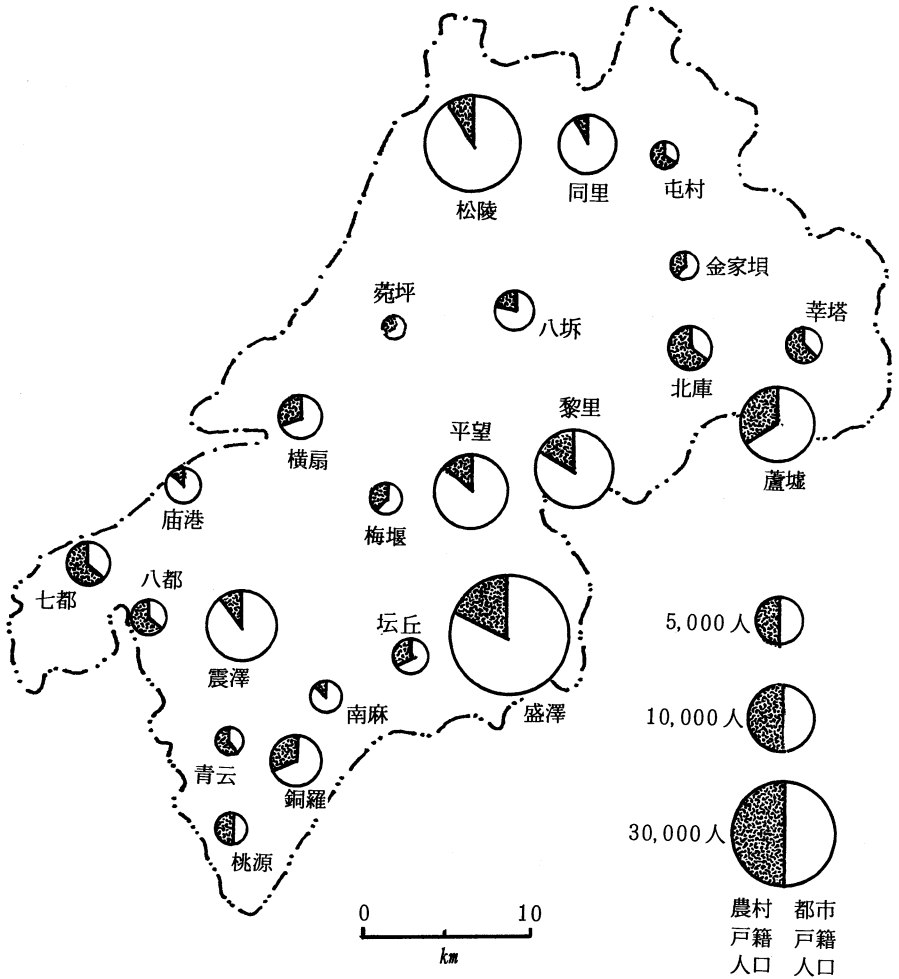 松陵
同里
屯村
金家垻
菀坪
八坼
莘塔
北庫
黎里
平望
蘆墟
横扇
庙港
梅堰
七都
八都
坛丘
震澤
南麻
盛澤
青云
銅羅
桃源
5,000人
10,000人
30,000人
農村 都市
戸籍 戸籍
人口 人口
0 10
km